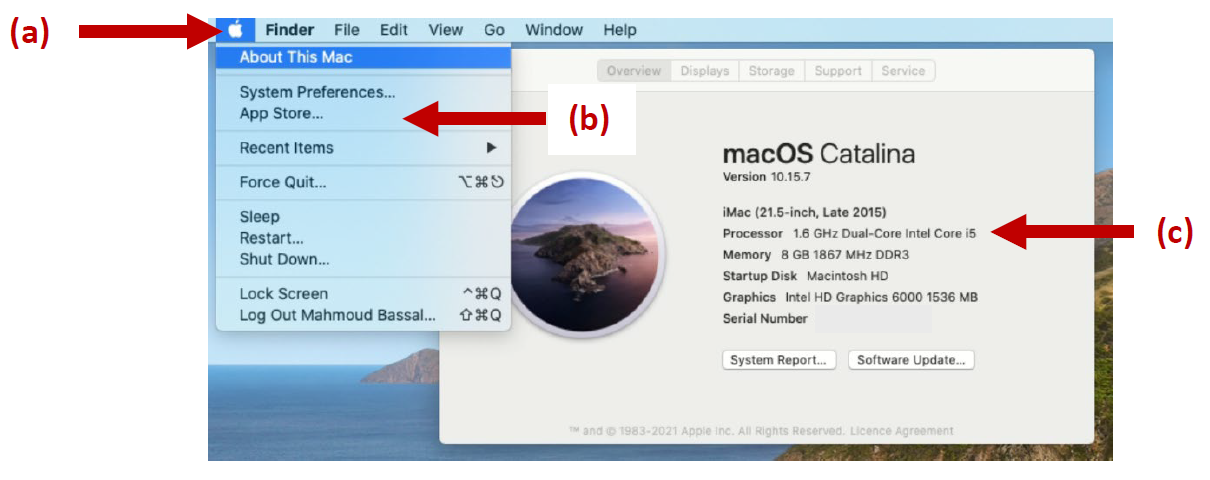 (a)
Finder File Edit View Go Window Help
About This Mac
System Preferences...
App Store...
Recent Items ▶
Force Quit... ⌥⌘⎋
Sleep
Restart...
Shut Down...
Lock Screen ^⌘Q
Log Out Mahmoud Bassal... ⇧⌘Q
(b)
Overview Displays Storage Support Service
macOS Catalina
Version 10.15.7
iMac (21.5-inch, Late 2015)
Processor 1.6 GHz Dual-Core Intel Core i5
Memory 8 GB 1867 MHz DDR3
Startup Disk Macintosh HD
Graphics Intel HD Graphics 6000 1536 MB
Serial Number
System Report... Software Update...
™ and © 1983-2021 Apple Inc. All Rights Reserved. Licence Agreement
(c)